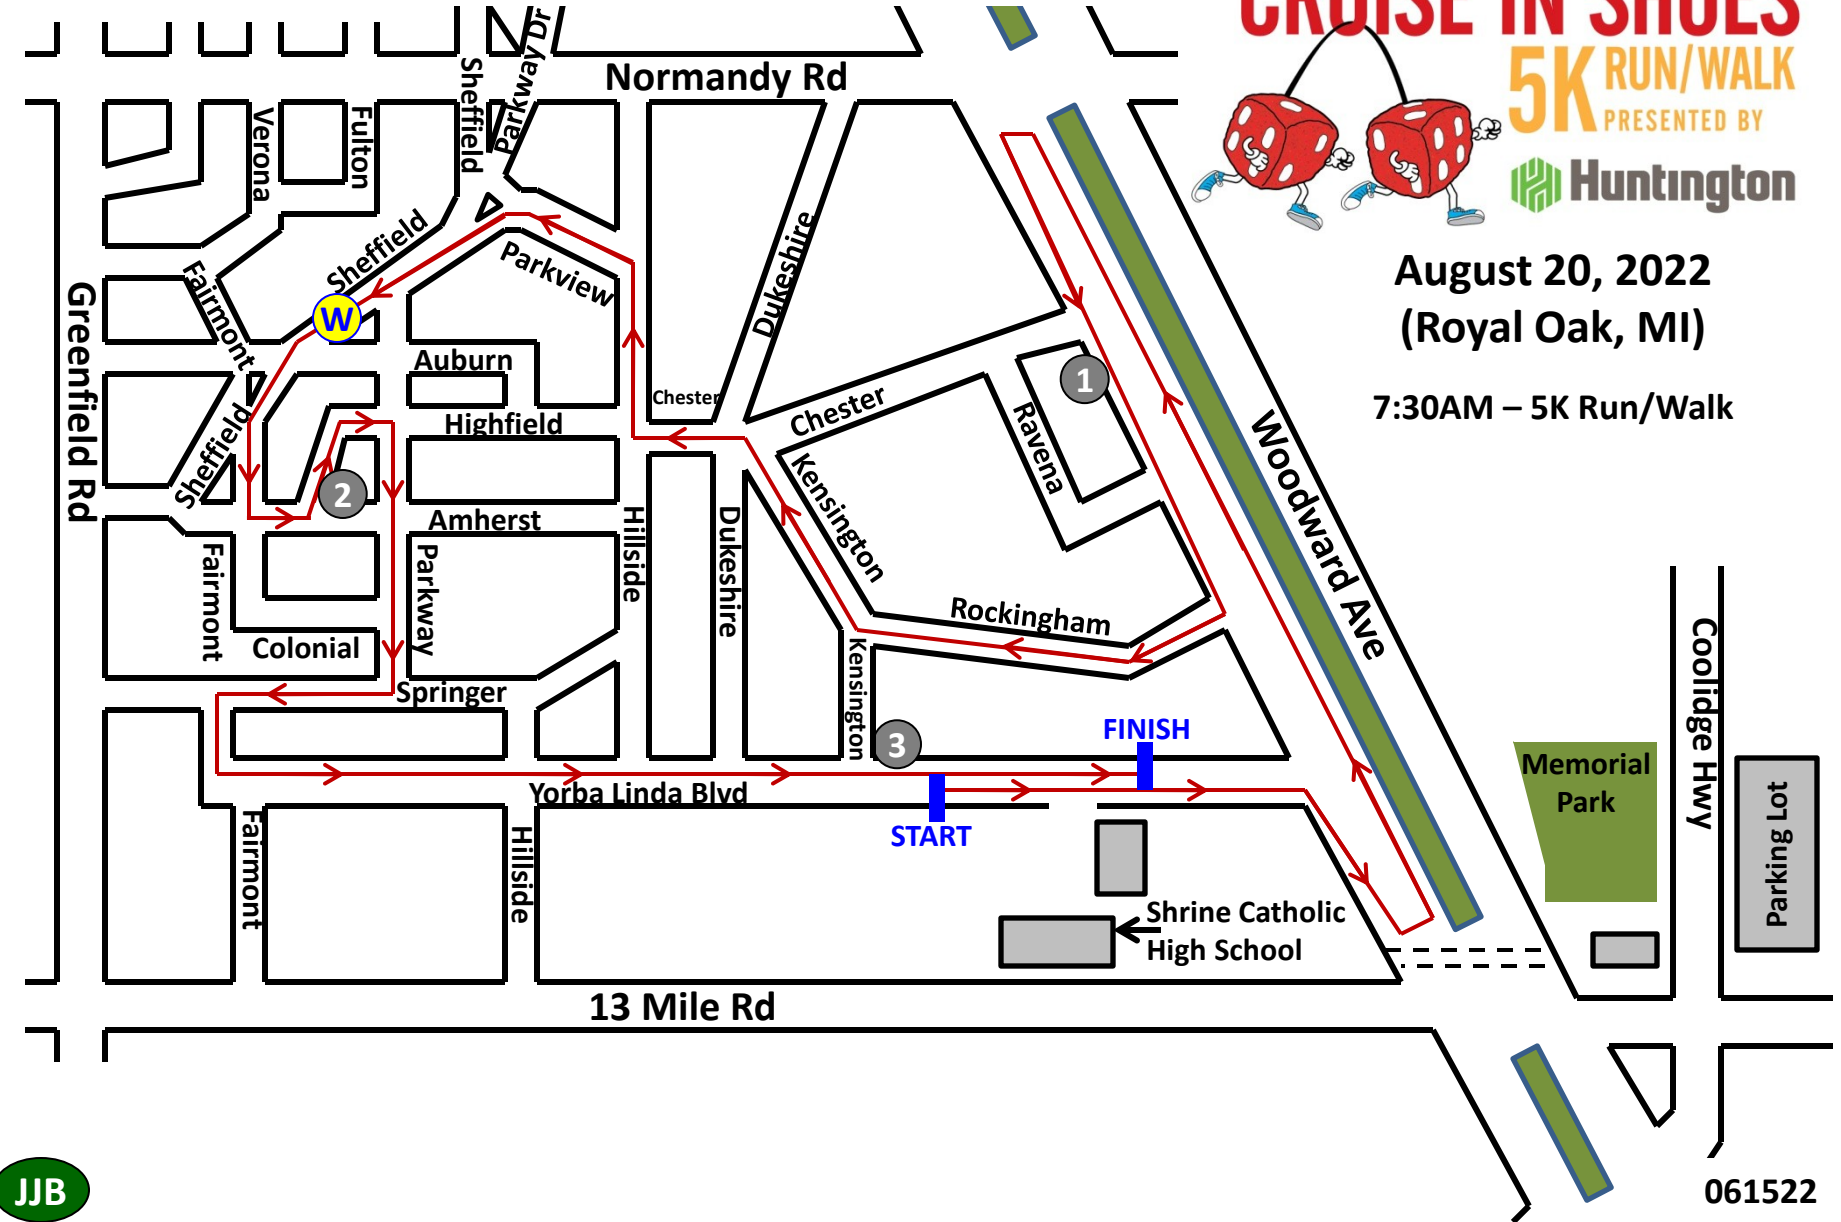 CRUISE IN SHOES
5K RUN/WALK
PRESENTED BY
Huntington
August 20, 2022
(Royal Oak, MI)
7:30AM – 5K Run/Walk
Normandy Rd
Parkway Dr
Sheffield
Verona
Fulton
Sheffield
Parkview
Fairmont
W
Dukeshire
Greenfield Rd
Auburn
Chester
Chester
1
Highfield
Ravena
Sheffield
Kensington
Woodward Ave
2
Amherst
Hillside
Dukeshire
Fairmont
Parkway
Rockingham
Colonial
Kensington
Springer
Coolidge Hwy
3
FINISH
Memorial
Park
Yorba Linda Blvd
START
Parking Lot
Fairmont
Hillside
Shrine Catholic
High School
13 Mile Rd
JJB
061522